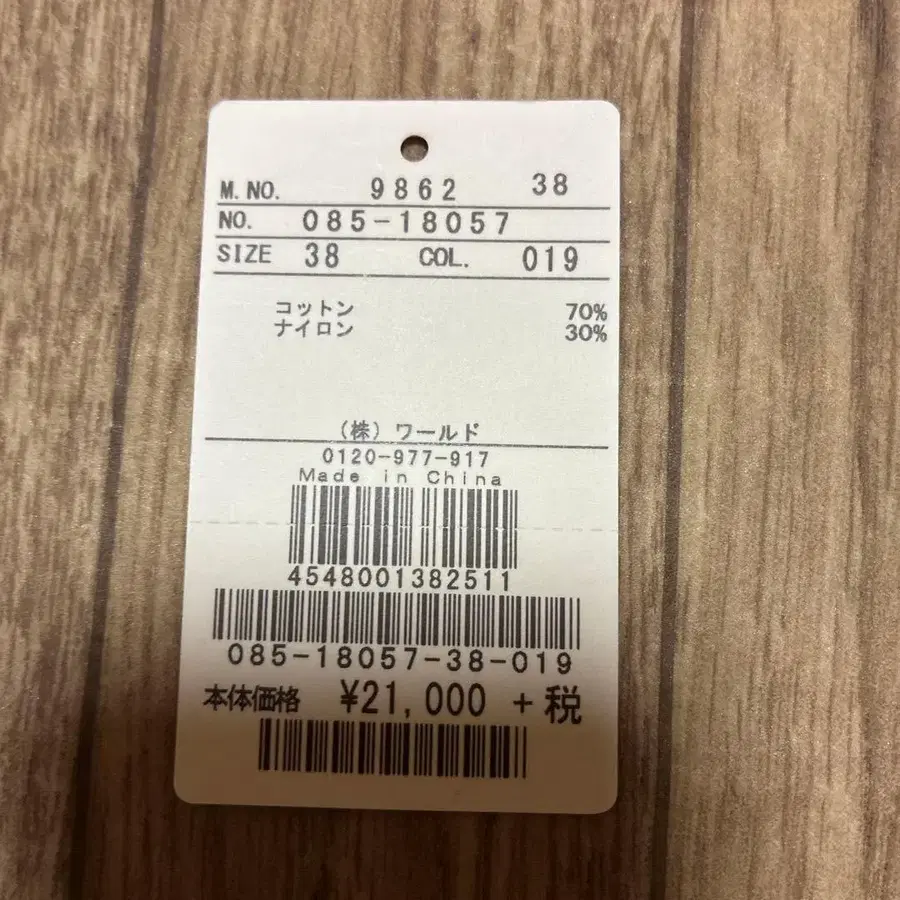 M.NO. 9862 38
NO. 085-18057
SIZE 38 COL. 019
コットン 70%
ナイロン 30%
(株)ワールド
0120-977-917
Made in China
4548001382511
085-18057-38-019
本体価格 ¥21,000 +税